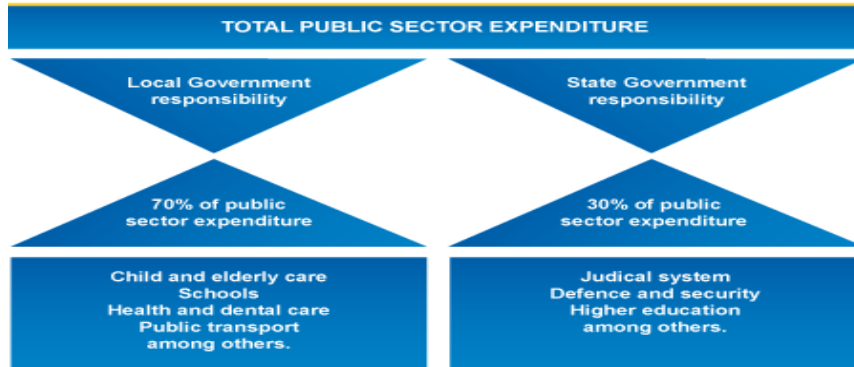 TOTAL PUBLIC SECTOR EXPENDITURE
Local Government
responsibility
State Government
responsibility
70% of public
sector expenditure
30% of public
sector expenditure
Child and elderly care
Schools
Health and dental care
Public transport
among others.
Judical system
Defence and security
Higher education
among others.